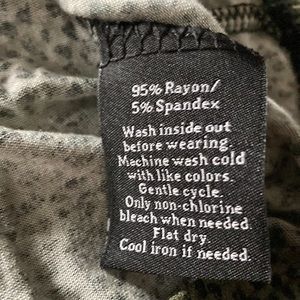 95% Rayon/
5% Spandex
Wash inside out
before wearing.
Machine wash cold
with like colors.
Gentle cycle.
Only non-chlorine
bleach when needed.
Flat dry.
Cool iron if needed.